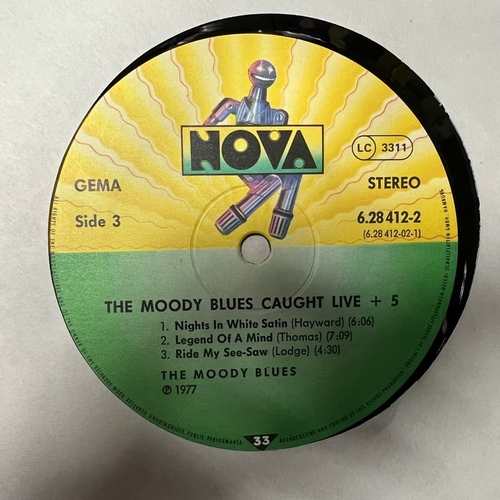 NOVA
LC 3311
GEMA
STEREO
Side 3
6.28 412-2
(6.28 412-02-1)
THE MOODY BLUES CAUGHT LIVE + 5
1. Nights In White Satin (Hayward) (6:06)
2. Legend Of A Mind (Thomas) (7:09)
3. Ride My See-Saw (Lodge) (4:30)
THE MOODY BLUES
℗ 1977
33